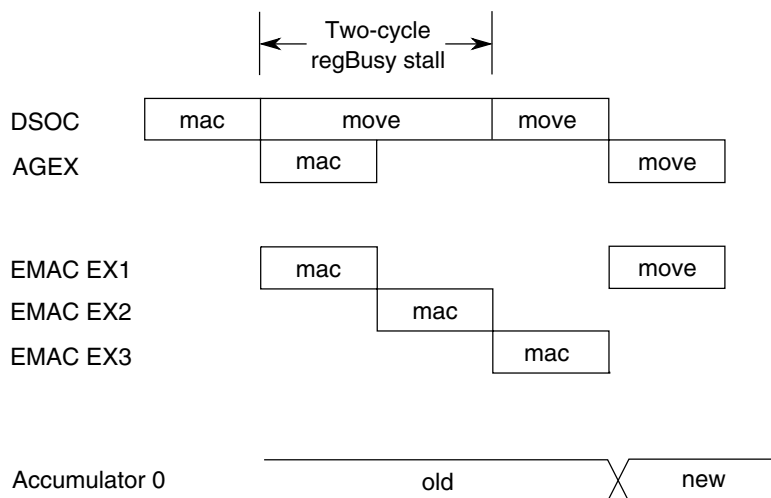 Two-cycle
regBusy stall
DSOC mac move move
AGEX mac move
EMAC EX1 mac move
EMAC EX2 mac
EMAC EX3 mac
Accumulator 0 old new